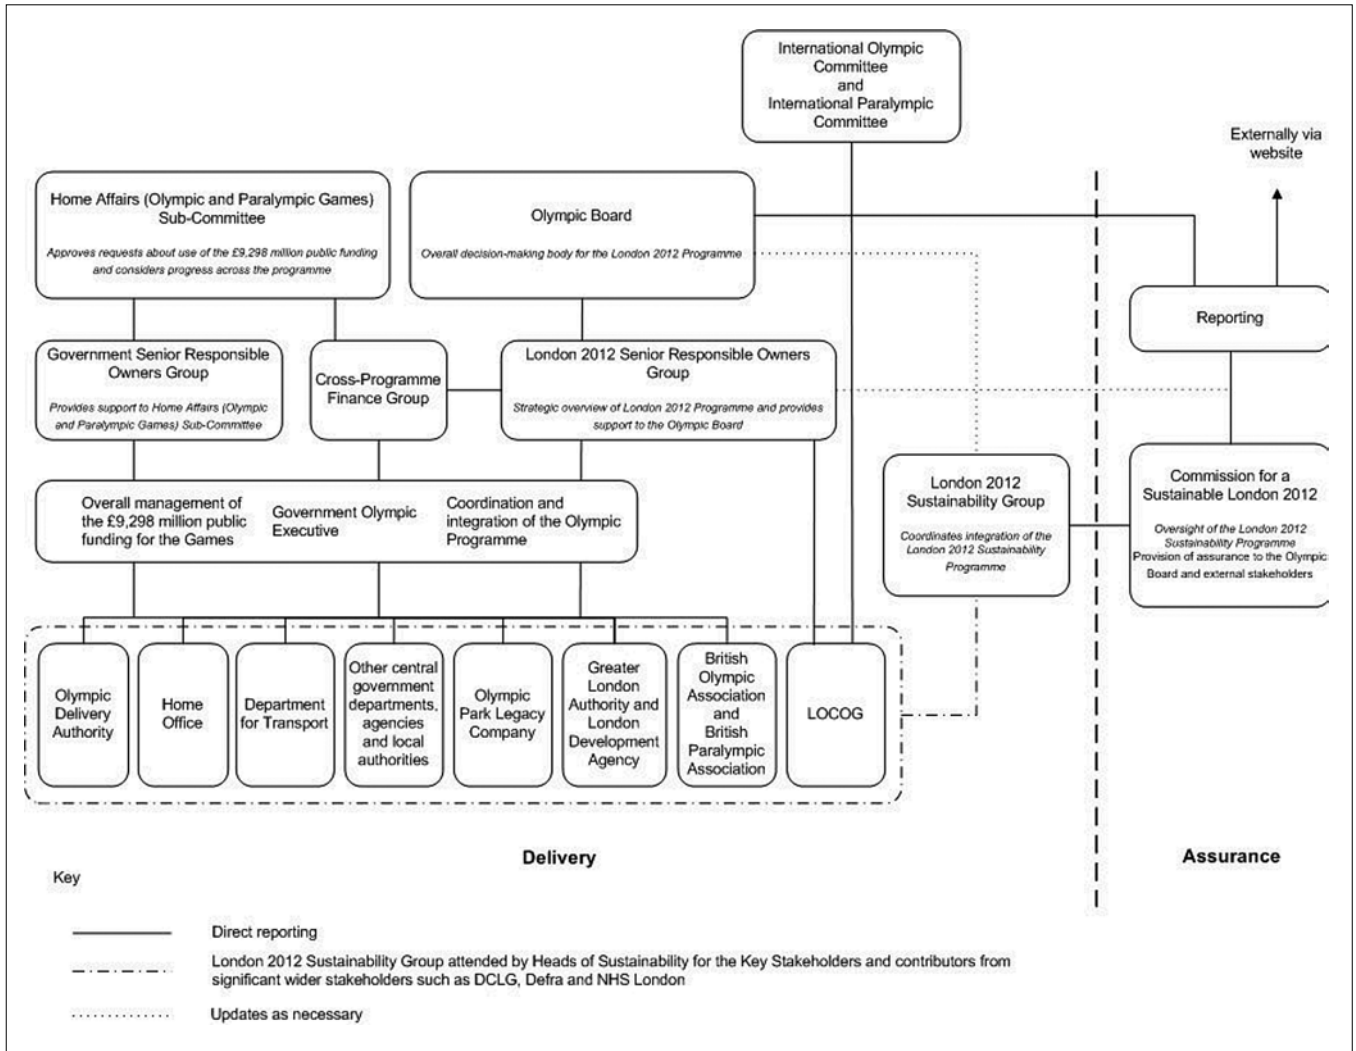 International Olympic
Committee
and
International Paralympic
Committee
Externally via
website
Home Affairs (Olympic and Paralympic Games)
Sub-Committee
Approves requests about use of the £9,298 million public funding
and considers progress across the programme
Olympic Board
Overall decision-making body for the London 2012 Programme
Reporting
Government Senior Responsible
Owners Group
Provides support to Home Affairs (Olympic
and Paralympic Games) Sub-Committee
Cross-Programme
Finance Group
London 2012 Senior Responsible Owners
Group
Strategic overview of London 2012 Programme and provides
support to the Olympic Board
London 2012
Sustainability Group
Coordinates integration of the
London 2012 Sustainability
Programme
Commission for a
Sustainable London 2012
Oversight of the London 2012
Sustainability Programme
Provision of assurance to the Olympic
Board and external stakeholders
Overall management of
the £9,298 million public
funding for the Games
Government Olympic
Executive
Coordination and
integration of the Olympic
Programme
Olympic
Delivery
Authority
Home
Office
Department
for Transport
Other central
government
departments,
agencies
and local
authorities
Olympic
Park Legacy
Company
Greater
London
Authority and
London
Development
Agency
British
Olympic
Association
and
British
Paralympic
Association
LOCOG
Delivery
Assurance
Key
Direct reporting
London 2012 Sustainability Group attended by Heads of Sustainability for the Key Stakeholders and contributors from
significant wider stakeholders such as DCLG, Defra and NHS London
Updates as necessary